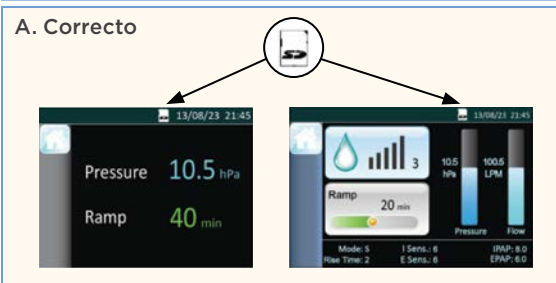 A. Correcto
SD
13/08/23 21:45
Pressure 10.5 hPa
Ramp 40 min
13/08/23 21:45
3
10.5 hPa
100.5 LPM
Ramp
20 min
Pressure Flow
Mode: S I Sens.: 6 IPAP: 8.0
Rise Time: 2 E Sens.: 6 EPAP: 6.0